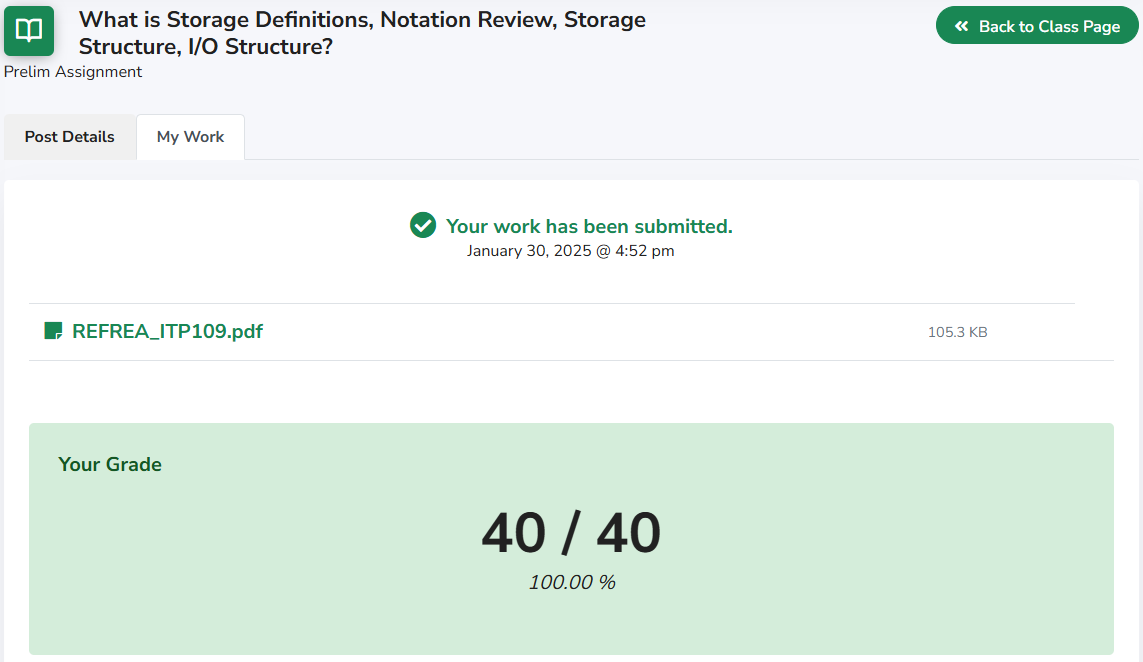 What is Storage Definitions, Notation Review, Storage
Structure, I/O Structure?
Back to Class Page
Prelim Assignment
Post Details
My Work
Your work has been submitted.
January 30, 2025 @ 4:52 pm
REFREA_ITP109.pdf
105.3 KB
Your Grade
40 / 40
100.00 %